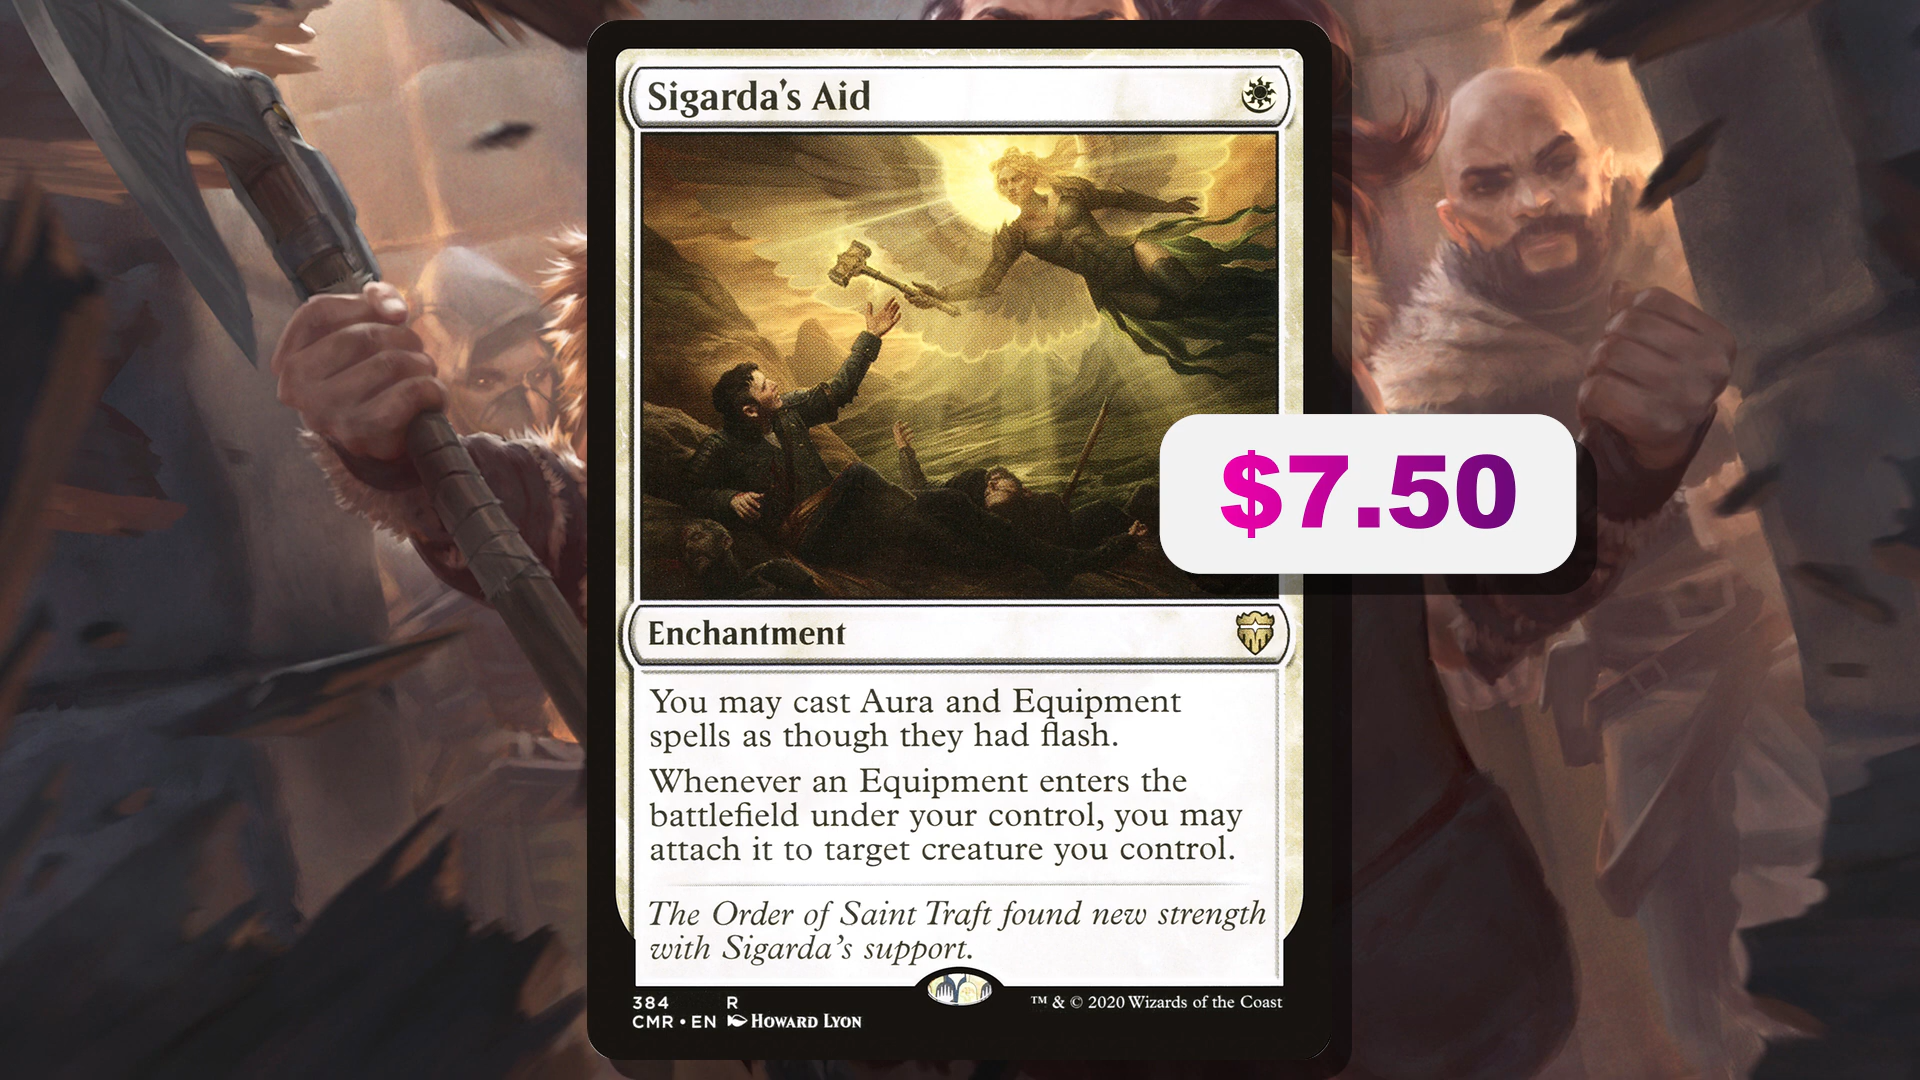 Sigarda's Aid
$7.50
Enchantment
You may cast Aura and Equipment
spells as though they had flash.
Whenever an Equipment enters the
battlefield under your control, you may
attach it to target creature you control.
The Order of Saint Traft found new strength
with Sigarda's support.
384 R
CMR • EN Howard Lyon
™ & © 2020 Wizards of the Coast